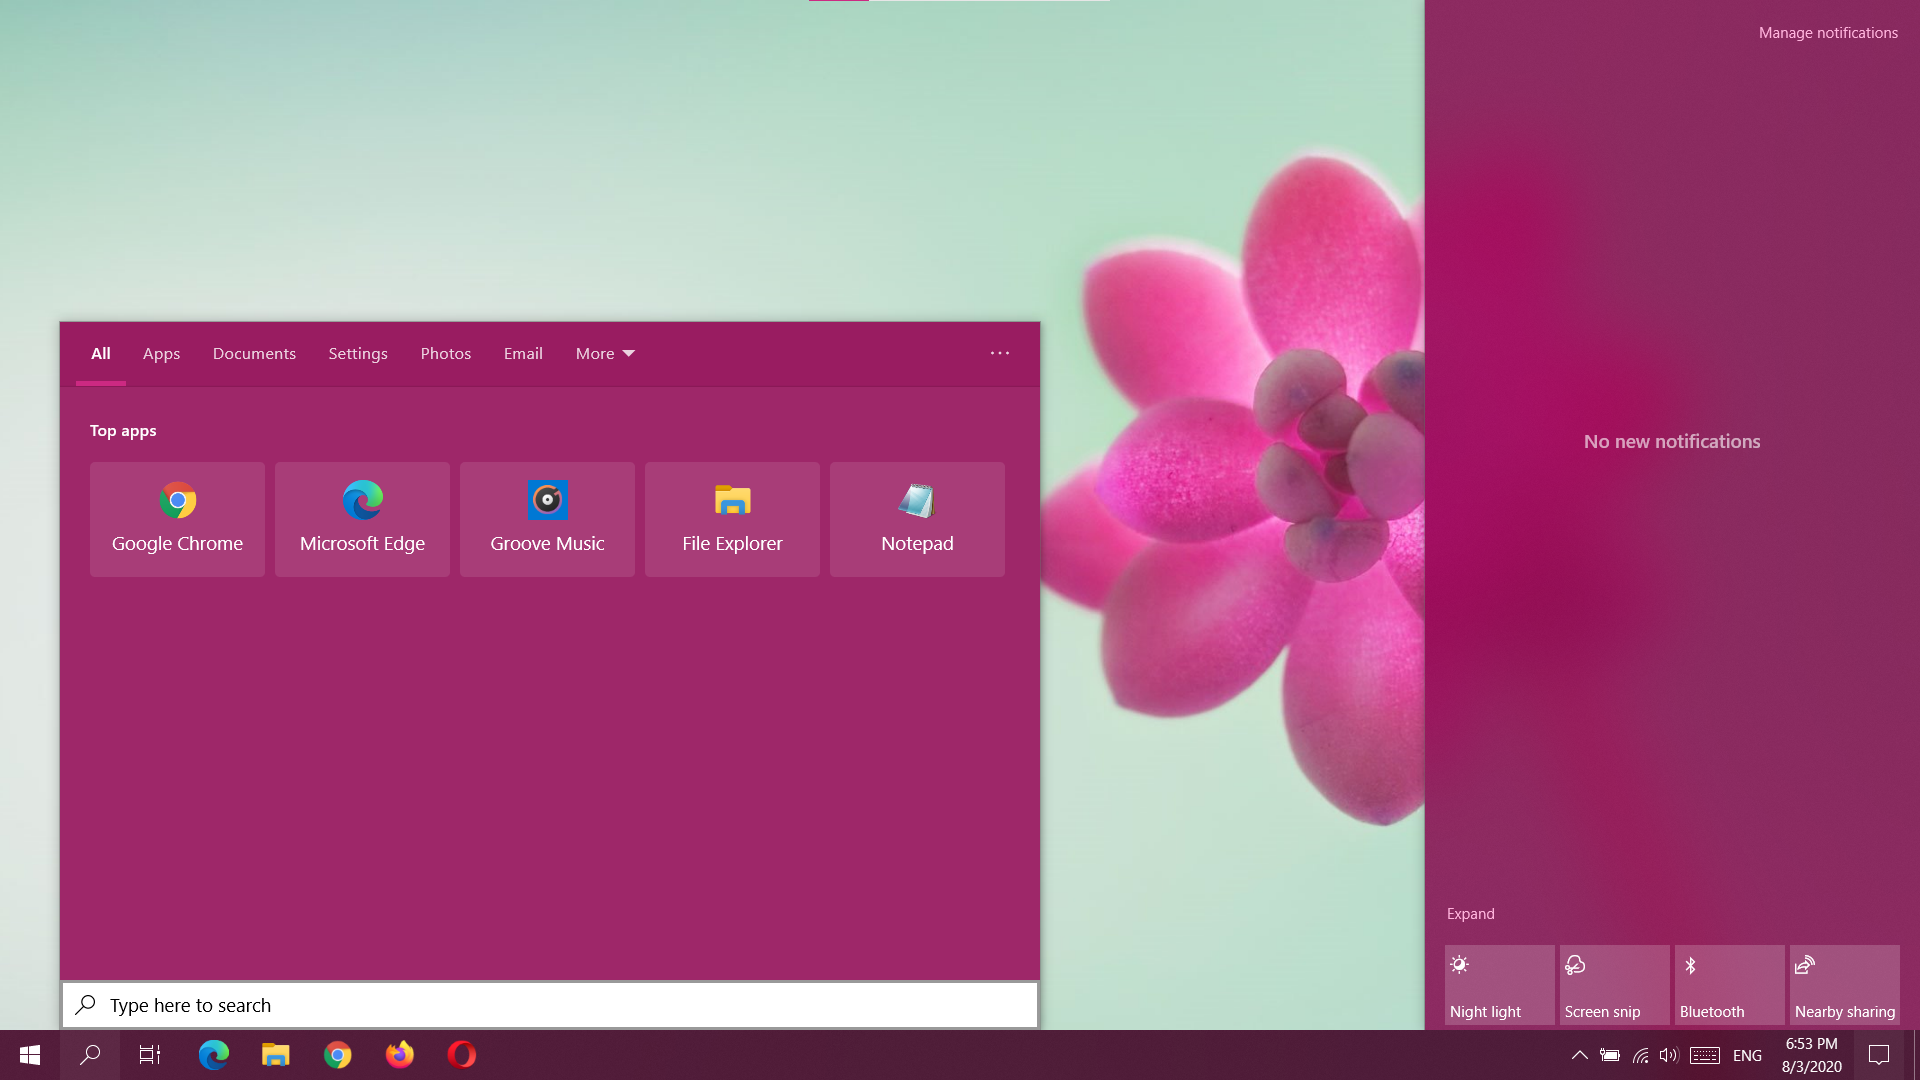 Manage notifications
All Apps Documents Settings Photos Email More
Top apps
Google Chrome Microsoft Edge Groove Music File Explorer Notepad
No new notifications
Expand
Night light Screen snip Bluetooth Nearby sharing
Type here to search
ENG
6:53 PM
8/3/2020